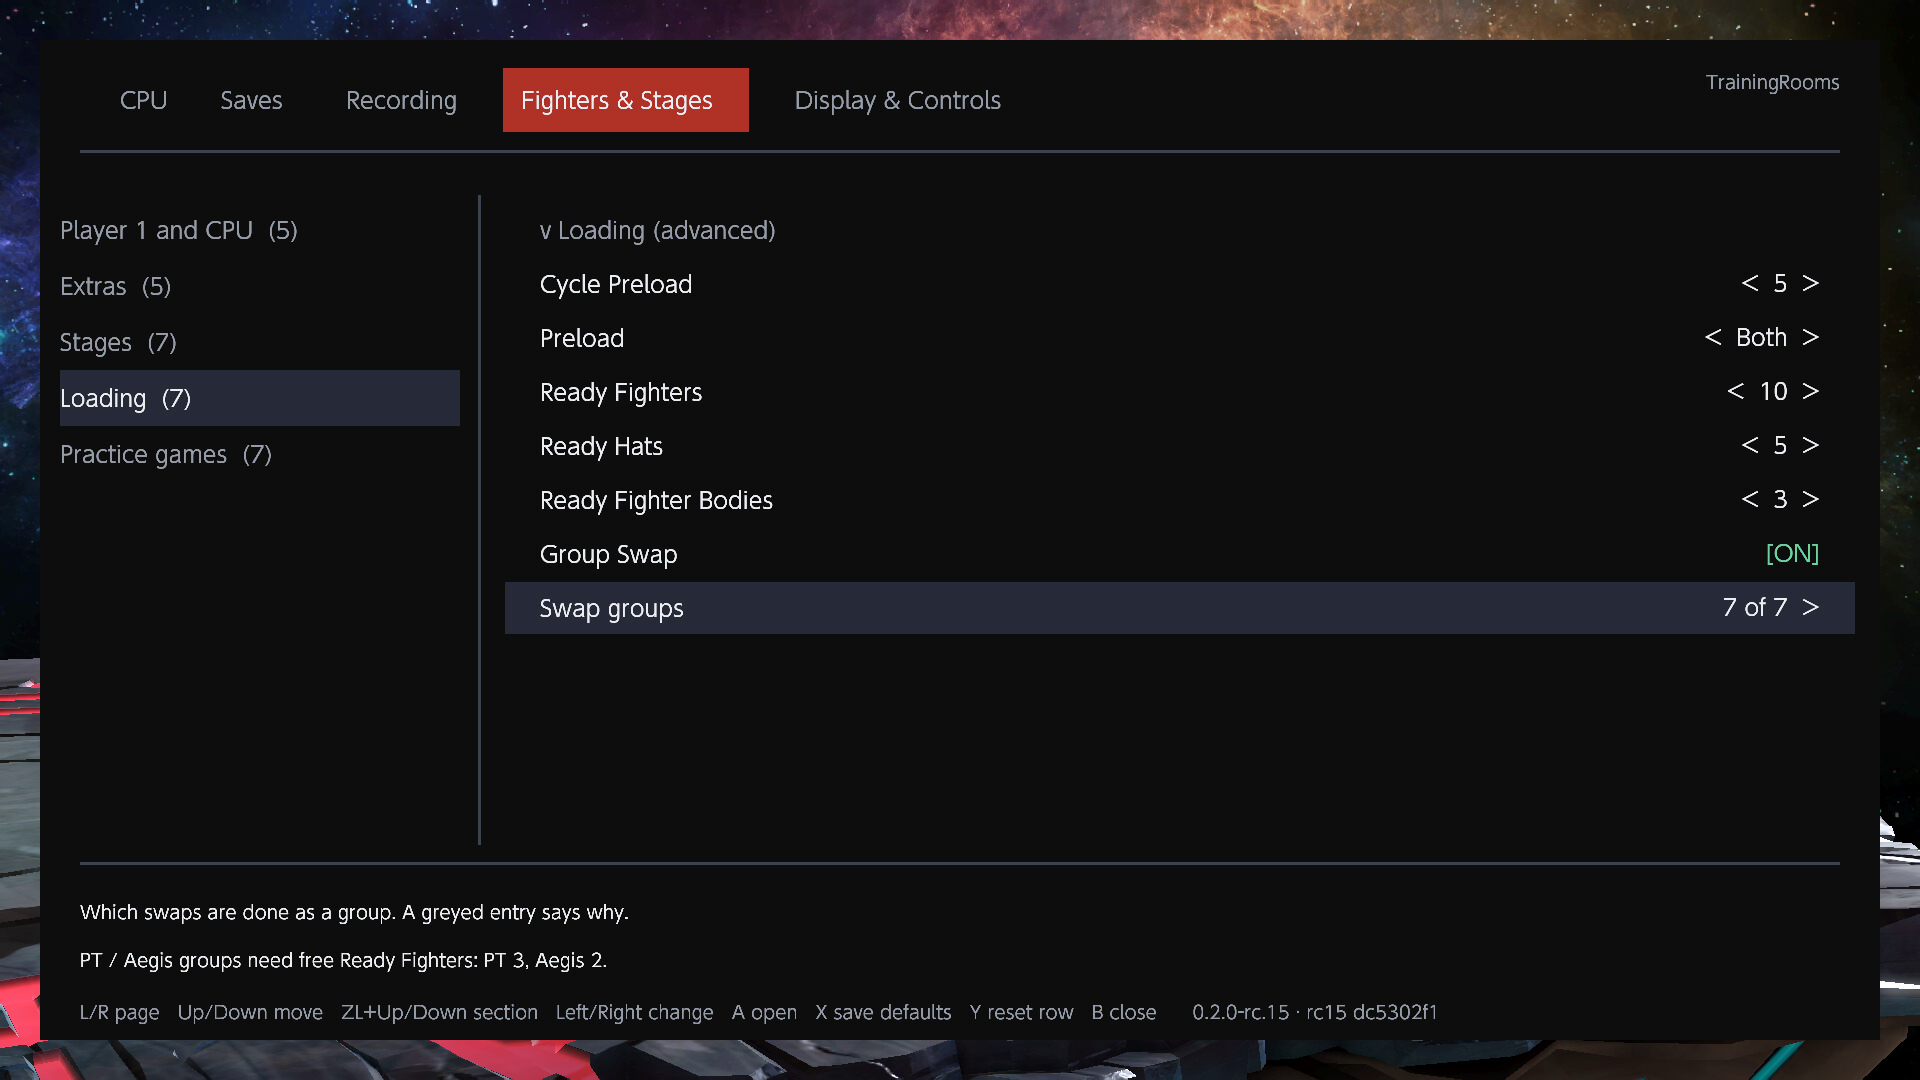 CPU Saves Recording Fighters & Stages Display & Controls TrainingRooms
Player 1 and CPU (5)
Extras (5)
Stages (7)
Loading (7)
Practice games (7)
v Loading (advanced)
Cycle Preload < 5 >
Preload < Both >
Ready Fighters < 10 >
Ready Hats < 5 >
Ready Fighter Bodies < 3 >
Group Swap [ON]
Swap groups 7 of 7 >
Which swaps are done as a group. A greyed entry says why.
PT / Aegis groups need free Ready Fighters: PT 3, Aegis 2.
L/R page Up/Down move ZL+Up/Down section Left/Right change A open X save defaults Y reset row B close 0.2.0-rc.15 · rc15 dc5302f1